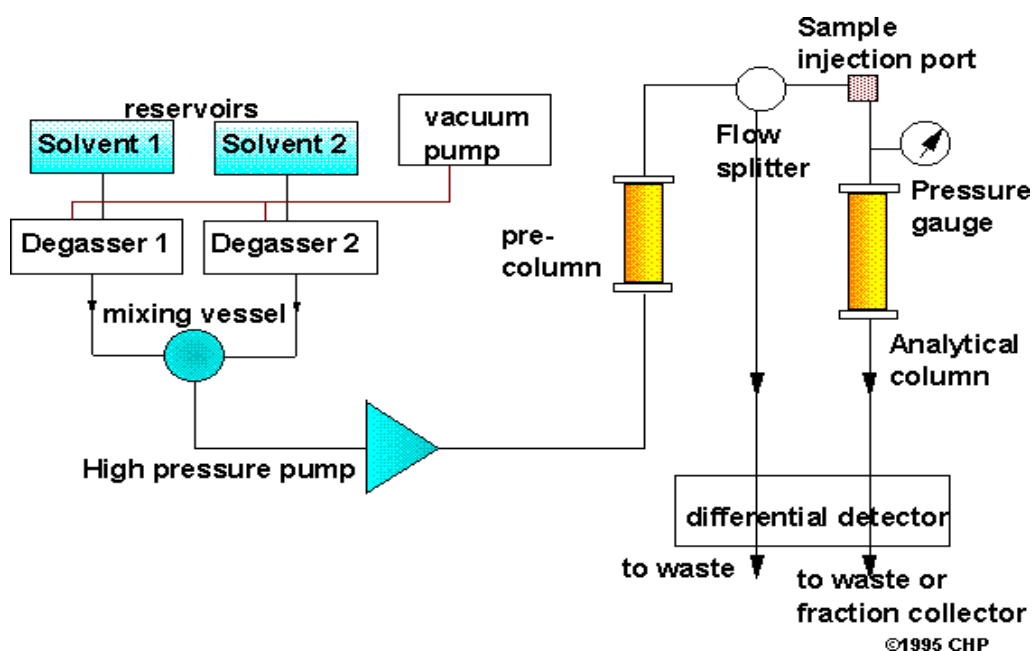 reservoirs
Solvent 1
Solvent 2
vacuum
pump
Degasser 1
Degasser 2
mixing vessel
High pressure pump
pre-
column
Sample
injection port
Flow
splitter
Pressure
gauge
Analytical
column
differential detector
to waste
to waste or
fraction collector
©1995 CHP